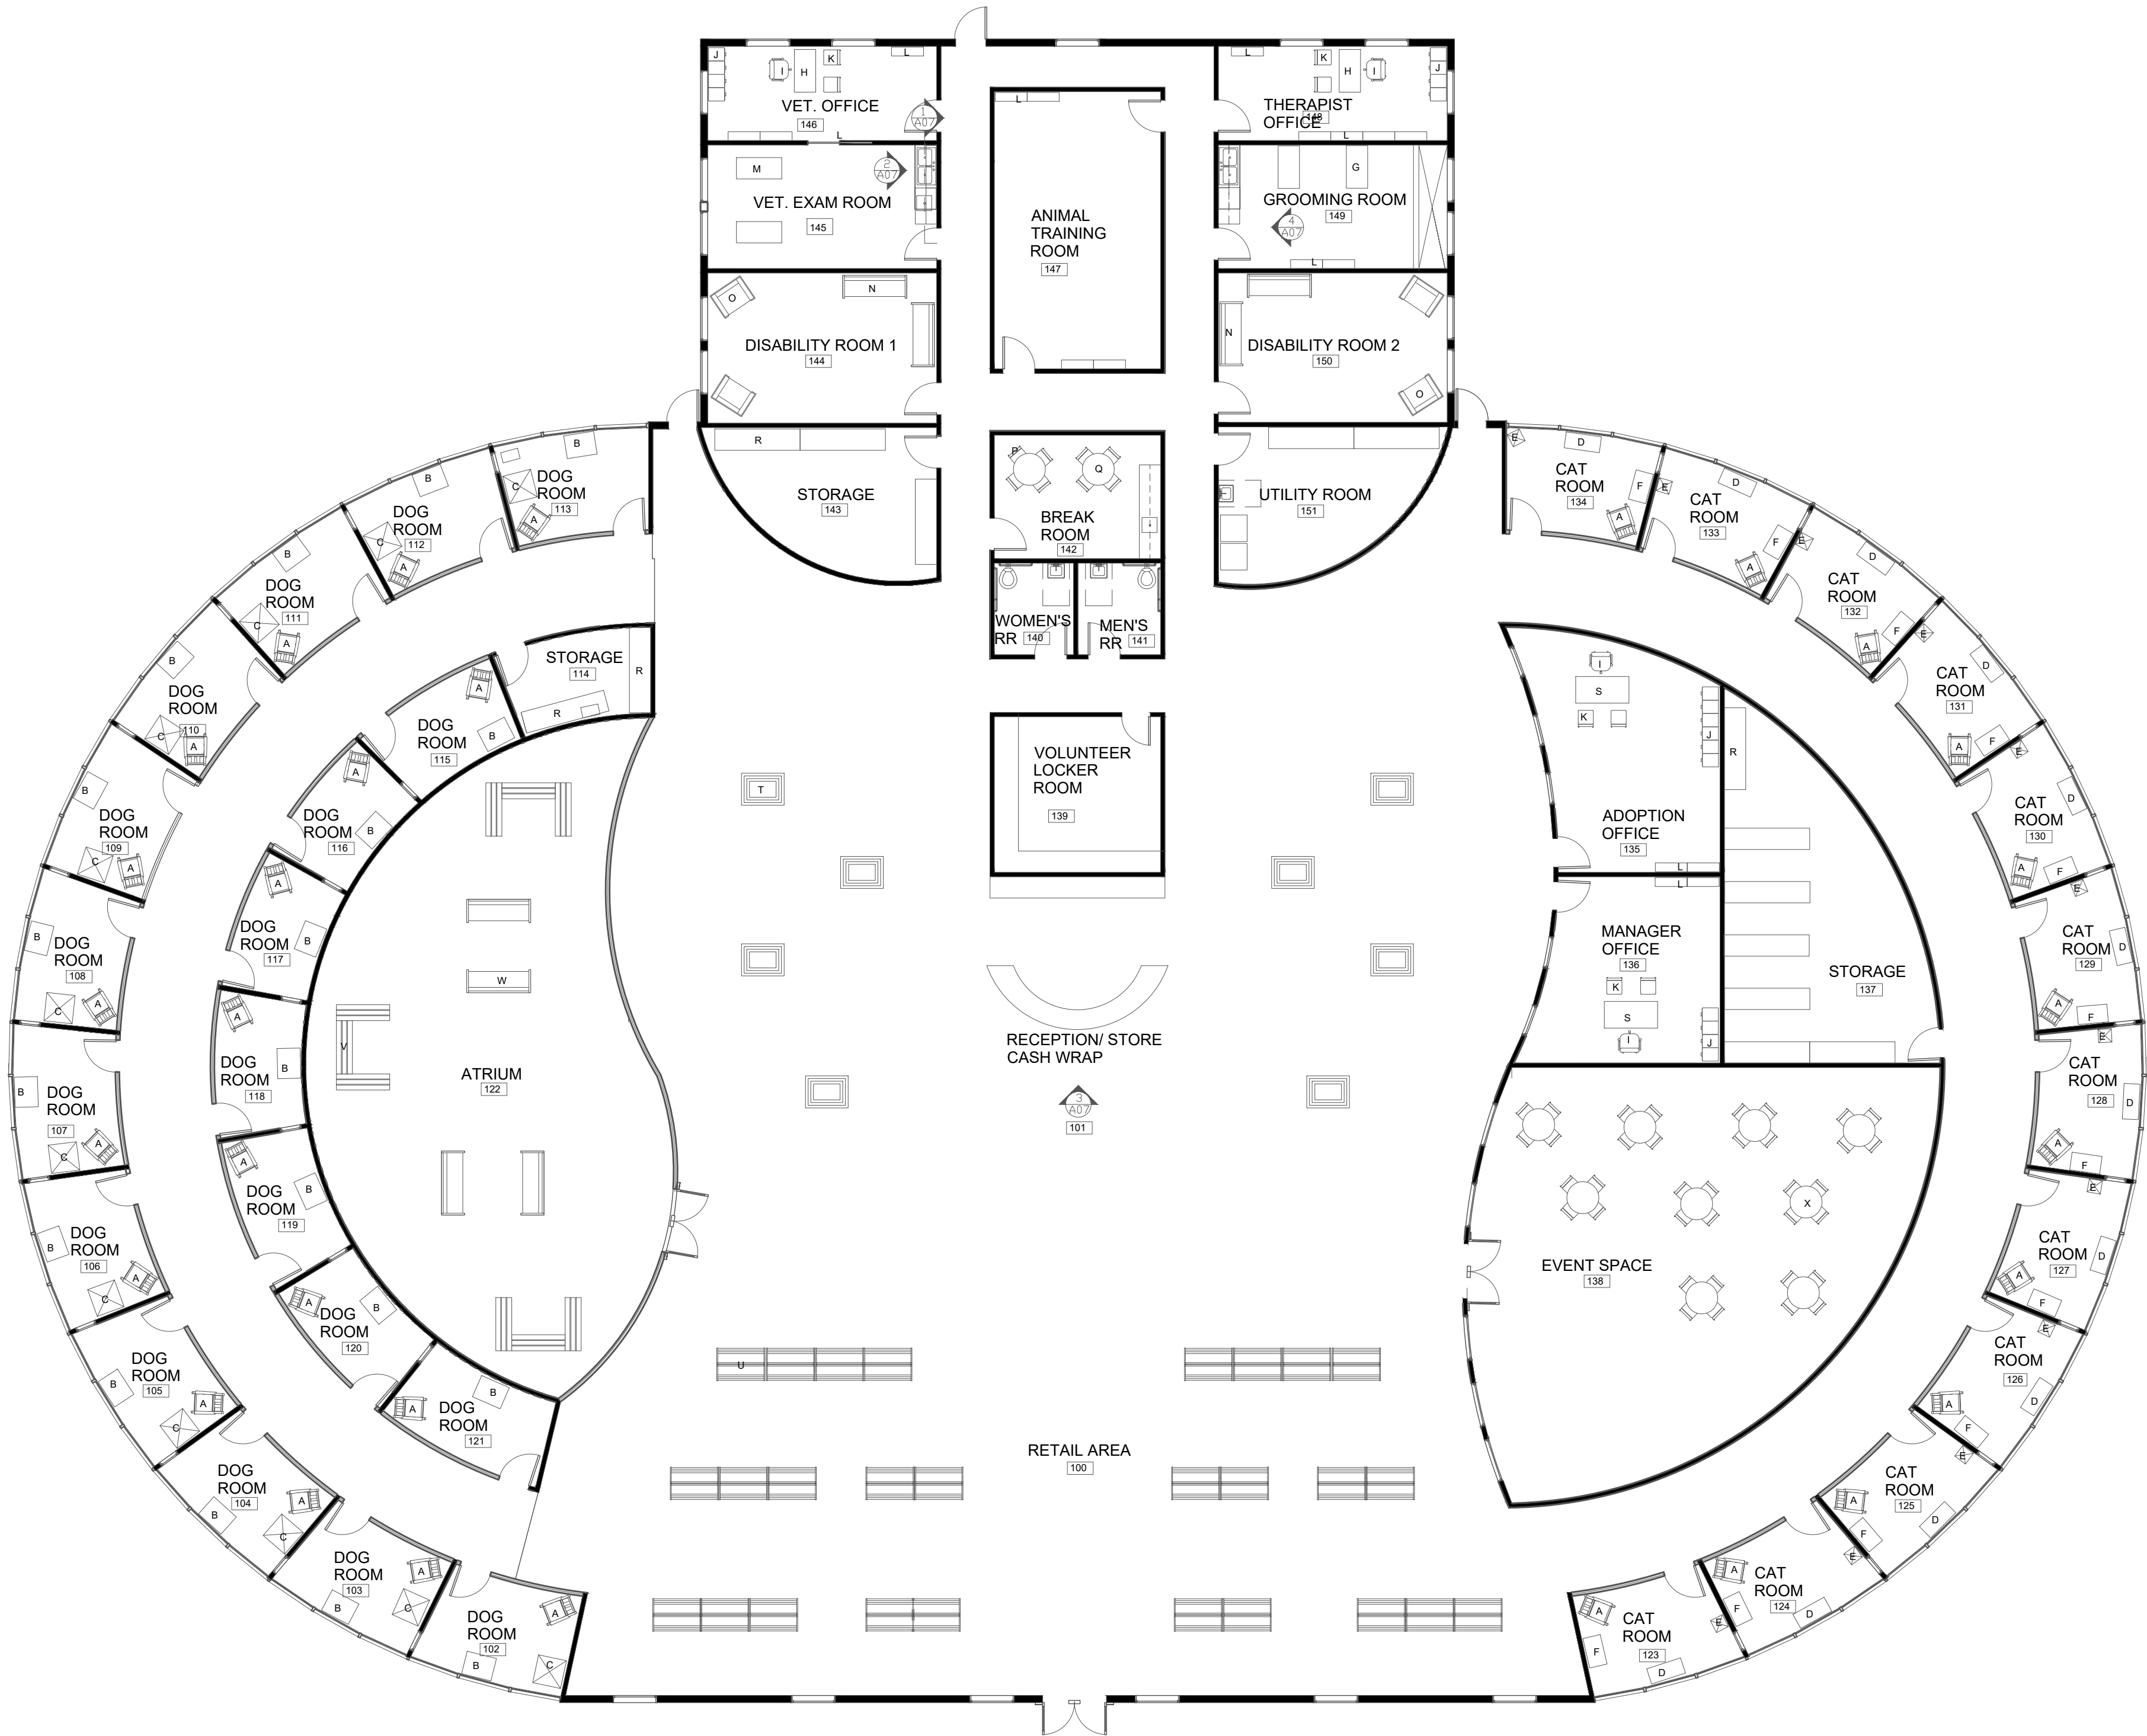 J
I
H
K
L
VET. OFFICE
146
L
1
A07
L
K
H
I
J
THERAPIST
OFFICE
148
L
L
M
2
A07
VET. EXAM ROOM
145
ANIMAL
TRAINING
ROOM
147
G
GROOMING ROOM
149
4
A07
L
O
N
DISABILITY ROOM 1
144
N
DISABILITY ROOM 2
150
O
R
STORAGE
143
P
Q
BREAK
ROOM
142
UTILITY ROOM
151
WOMEN'S
RR
140
MEN'S
RR
141
VOLUNTEER
LOCKER
ROOM
139
B
C
DOG
ROOM
113
A
B
DOG
ROOM
112
C
A
B
DOG
ROOM
111
C
A
B
DOG
ROOM
110
C
A
B
DOG
ROOM
109
C
A
B
DOG
ROOM
108
C
A
B
DOG
ROOM
107
C
A
B
DOG
ROOM
106
C
A
DOG
ROOM
105
B
A
C
DOG
ROOM
104
B
A
C
DOG
ROOM
103
B
A
C
DOG
ROOM
102
B
A
C
STORAGE
114
R
R
A
DOG
ROOM
115
B
A
DOG
ROOM
116
B
A
DOG
ROOM
117
B
A
DOG
ROOM
118
B
A
DOG
ROOM
119
B
A
DOG
ROOM
120
B
A
DOG
ROOM
121
B
W
V
ATRIUM
122
T
RECEPTION/ STORE
CASH WRAP
3
A07
101
U
RETAIL AREA
100
I
S
K
J
ADOPTION
OFFICE
135
L
L
MANAGER
OFFICE
136
K
S
I
J
R
STORAGE
137
X
EVENT SPACE
138
E
D
CAT
ROOM
134
F
A
E
D
CAT
ROOM
133
F
A
E
D
CAT
ROOM
132
F
A
E
D
CAT
ROOM
131
F
A
E
D
CAT
ROOM
130
F
A
E
D
CAT
ROOM
129
F
A
E
D
CAT
ROOM
128
F
A
E
D
CAT
ROOM
127
F
A
E
D
CAT
ROOM
126
F
A
E
D
CAT
ROOM
125
F
A
E
D
CAT
ROOM
124
F
A
E
D
CAT
ROOM
123
F
A